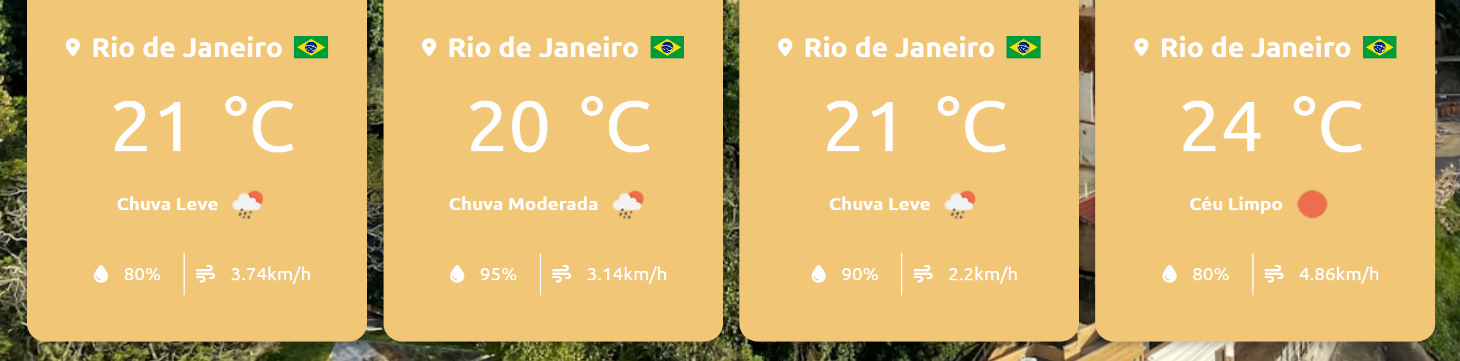 Rio de Janeiro
21 °C
Chuva Leve
80% 3.74km/h
Rio de Janeiro
20 °C
Chuva Moderada
95% 3.14km/h
Rio de Janeiro
21 °C
Chuva Leve
90% 2.2km/h
Rio de Janeiro
24 °C
Céu Limpo
80% 4.86km/h